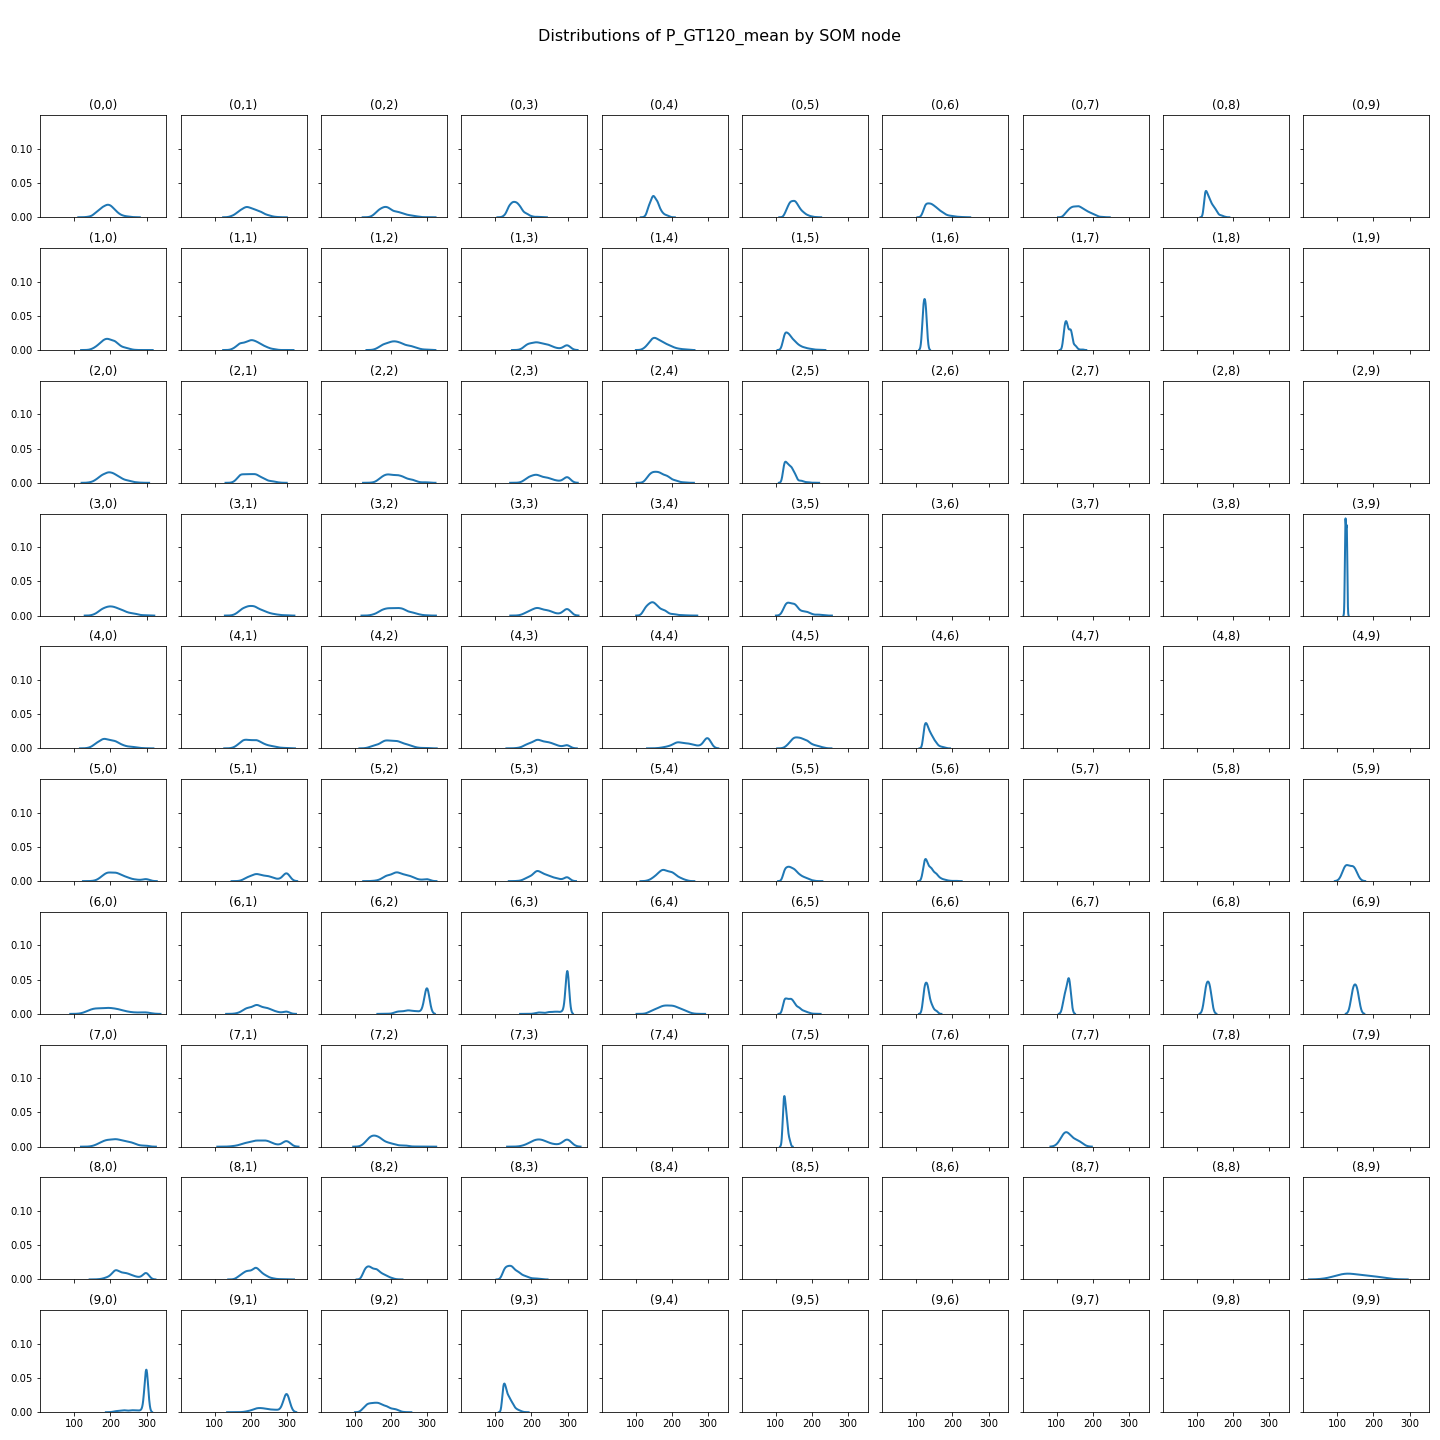 Distributions of P_GT120_mean by SOM node
(0,0) (0,1) (0,2) (0,3) (0,4) (0,5) (0,6) (0,7) (0,8) (0,9)
0.10
0.05
0.00
(1,0) (1,1) (1,2) (1,3) (1,4) (1,5) (1,6) (1,7) (1,8) (1,9)
0.10
0.05
0.00
(2,0) (2,1) (2,2) (2,3) (2,4) (2,5) (2,6) (2,7) (2,8) (2,9)
0.10
0.05
0.00
(3,0) (3,1) (3,2) (3,3) (3,4) (3,5) (3,6) (3,7) (3,8) (3,9)
0.10
0.05
0.00
(4,0) (4,1) (4,2) (4,3) (4,4) (4,5) (4,6) (4,7) (4,8) (4,9)
0.10
0.05
0.00
(5,0) (5,1) (5,2) (5,3) (5,4) (5,5) (5,6) (5,7) (5,8) (5,9)
0.10
0.05
0.00
(6,0) (6,1) (6,2) (6,3) (6,4) (6,5) (6,6) (6,7) (6,8) (6,9)
0.10
0.05
0.00
(7,0) (7,1) (7,2) (7,3) (7,4) (7,5) (7,6) (7,7) (7,8) (7,9)
0.10
0.05
0.00
(8,0) (8,1) (8,2) (8,3) (8,4) (8,5) (8,6) (8,7) (8,8) (8,9)
0.10
0.05
0.00
(9,0) (9,1) (9,2) (9,3) (9,4) (9,5) (9,6) (9,7) (9,8) (9,9)
0.10
0.05
0.00
100 200 300 100 200 300 100 200 300 100 200 300 100 200 300 100 200 300 100 200 300 100 200 300 100 200 300 100 200 300